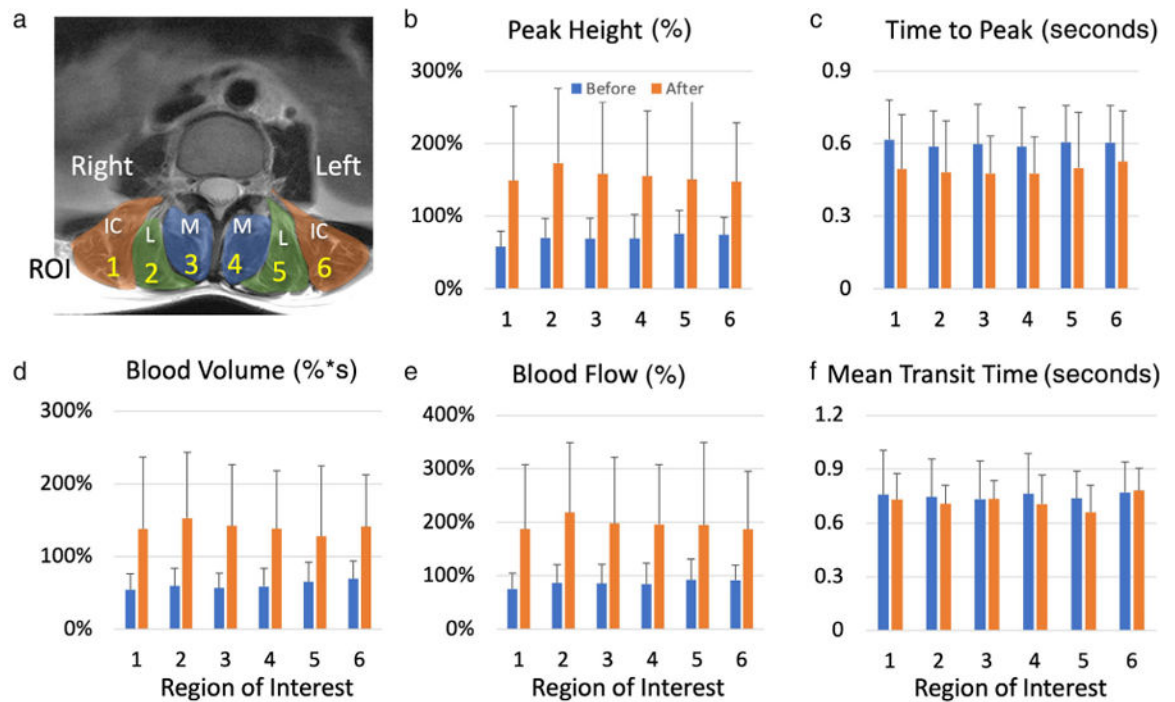 a
Right
Left
IC
L
M
M
L
IC
ROI
1
2
3
4
5
6
b
Peak Height (%)
300%
Before
After
200%
100%
0%
1 2 3 4 5 6
c
Time to Peak (seconds)
0.9
0.6
0.3
0
1 2 3 4 5 6
d
Blood Volume (%*s)
300%
200%
100%
0%
1 2 3 4 5 6
Region of Interest
e
Blood Flow (%)
400%
300%
200%
100%
0%
1 2 3 4 5 6
Region of Interest
f
Mean Transit Time (seconds)
1.2
0.9
0.6
0.3
0
1 2 3 4 5 6
Region of Interest